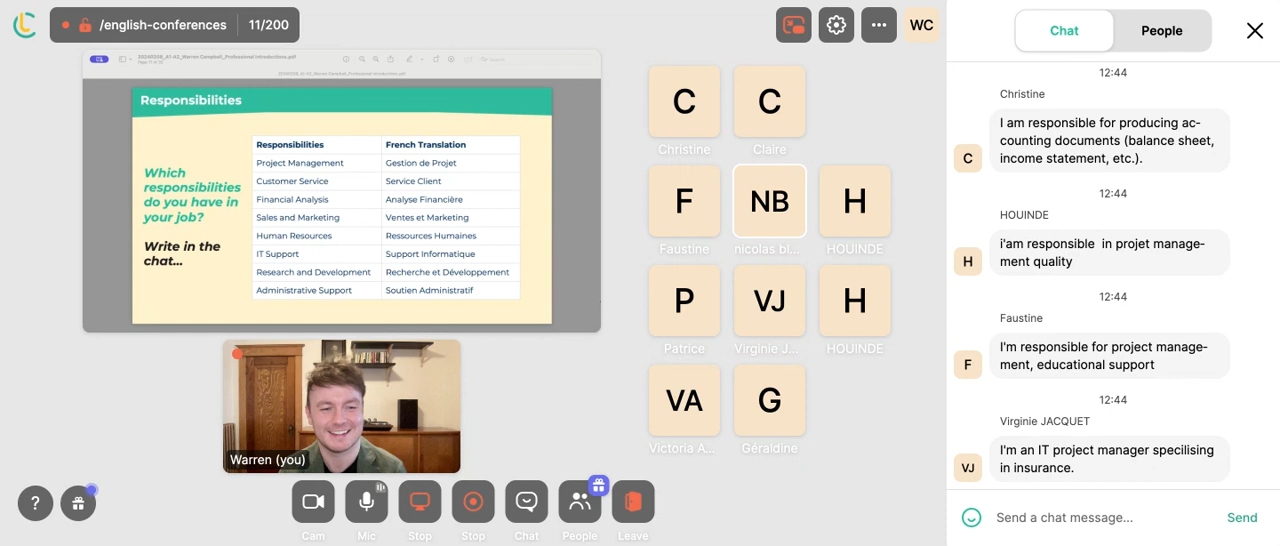 /english-conferences 11/200
WC
20240308_A1-A2_Warren Campbell_Professional Introductions.pdf
Responsibilities
Which
responsibilities
do you have in
your job?
Write in the
chat...
Responsibilities French Translation
Project Management Gestion de Projet
Customer Service Service Client
Financial Analysis Analyse Financière
Sales and Marketing Ventes et Marketing
Human Resources Ressources Humaines
IT Support Support Informatique
Research and Development Recherche et Développement
Administrative Support Soutien Administratif
Warren (you)
C C
Christine Claire
F NB H
Faustine nicolas bl... HOUINDE
P VJ H
Patrice Virginie J... HOUINDE
VA G
Victoria A... Géraldine
?
Cam Mic Stop Stop Chat People Leave
Chat People
12:44
Christine
I am responsible for producing ac-
counting documents (balance sheet,
income statement, etc.).
C
12:44
HOUINDE
i'am responsible in projet manage-
ment quality
H
12:44
Faustine
I'm responsible for project manage-
ment, educational support
F
12:44
Virginie JACQUET
I'm an IT project manager specilising
in insurance.
VJ
Send a chat message... Send